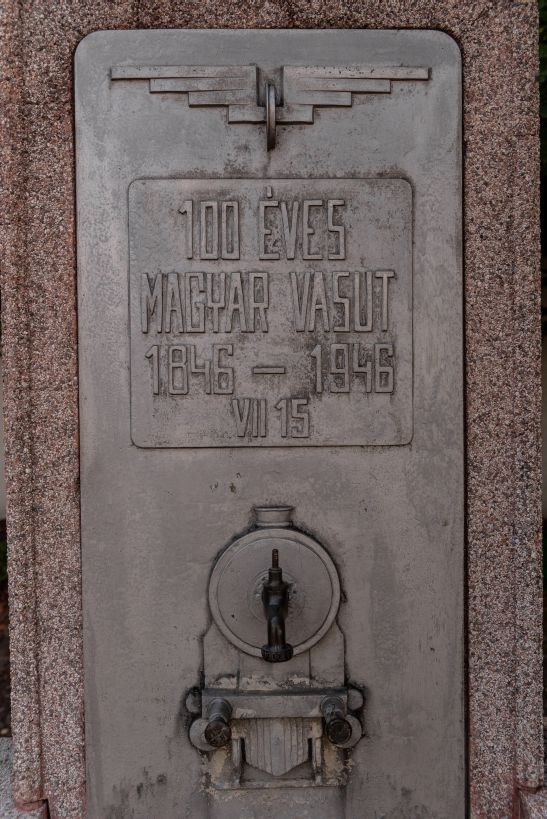 100 ÉVES
MAGYAR VASUT
1846 — 1946
VII 15